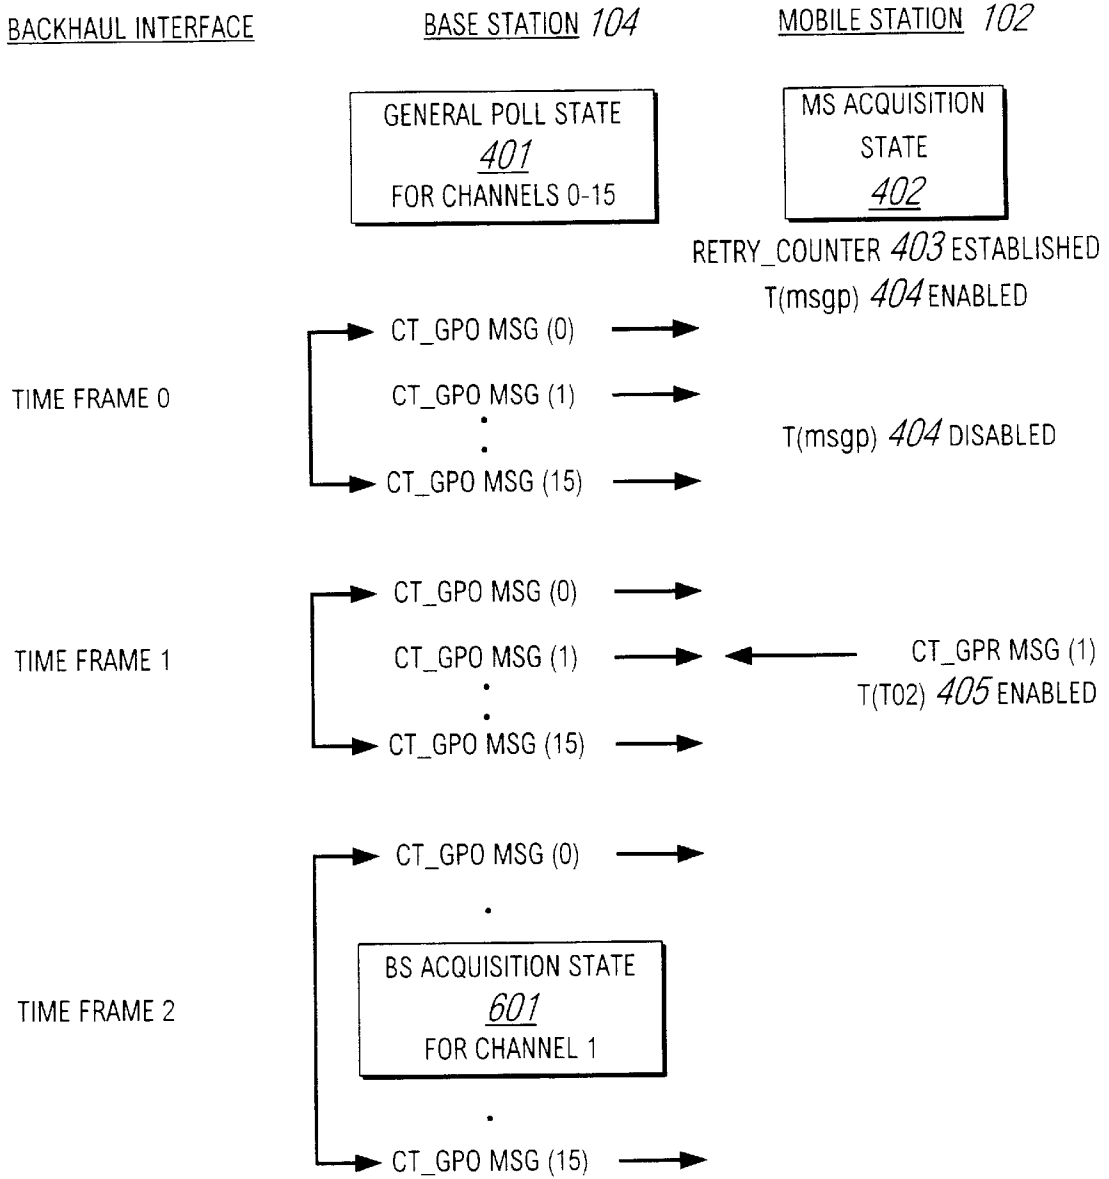 BACKHAUL INTERFACE
BASE STATION 104
MOBILE STATION 102
GENERAL POLL STATE
401
FOR CHANNELS 0-15
MS ACQUISITION
STATE
402
RETRY_COUNTER 403 ESTABLISHED
T(msgp) 404 ENABLED
CT_GPO MSG (0)
TIME FRAME 0
CT_GPO MSG (1)
T(msgp) 404 DISABLED
CT_GPO MSG (15)
CT_GPO MSG (0)
TIME FRAME 1
CT_GPO MSG (1)
CT_GPR MSG (1)
T(T02) 405 ENABLED
CT_GPO MSG (15)
CT_GPO MSG (0)
BS ACQUISITION STATE
601
FOR CHANNEL 1
TIME FRAME 2
CT_GPO MSG (15)